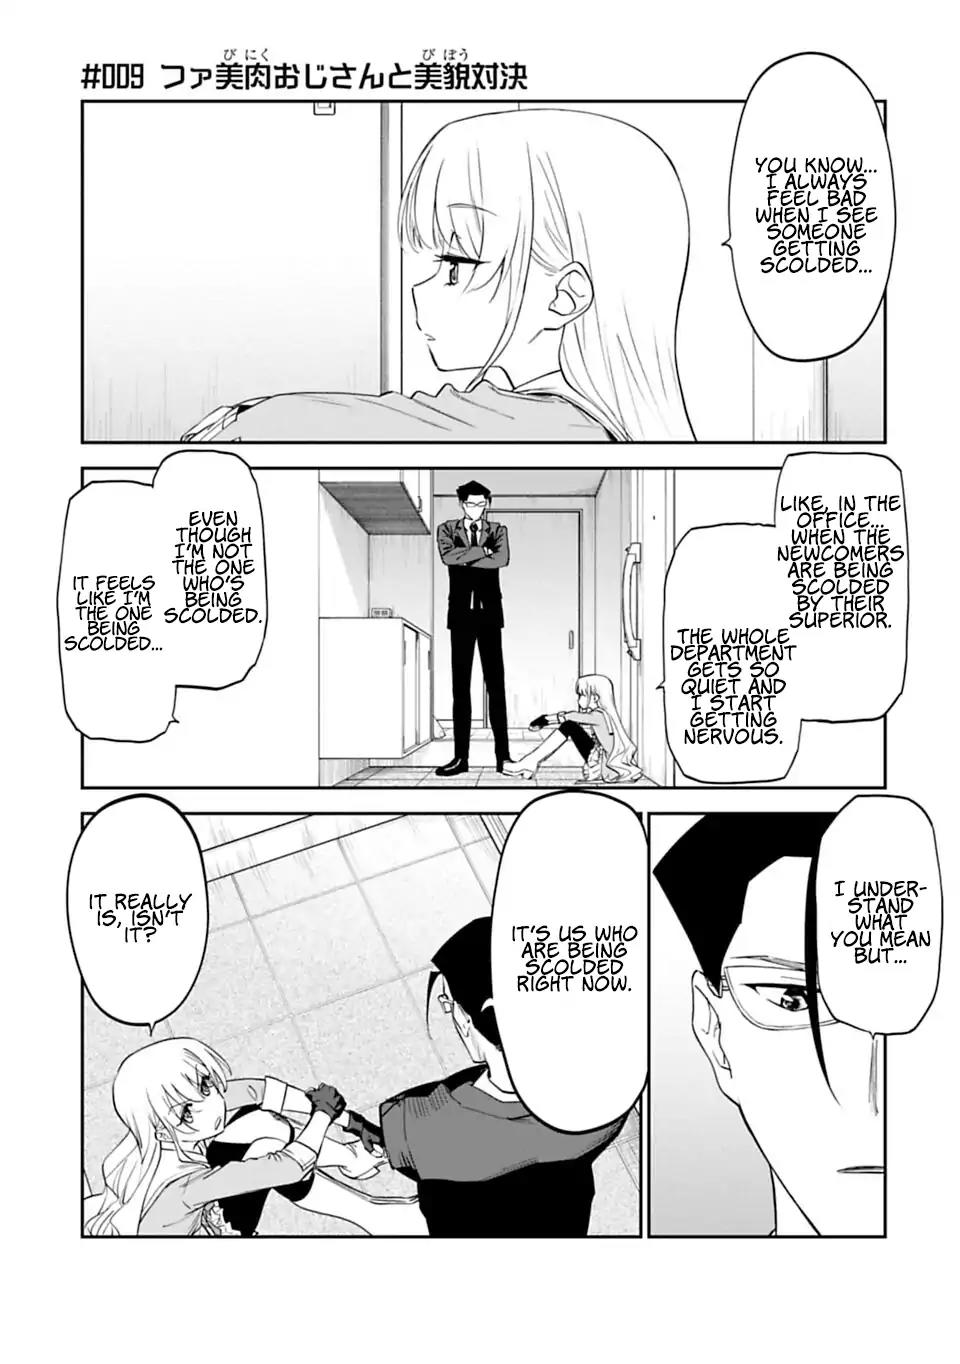 #009 ファ美肉おじさんと美貌対決
びにく
びぼう
YOU KNOW...
I ALWAYS
FEEL BAD
WHEN I SEE
SOMEONE
GETTING
SCOLDED...
LIKE, IN THE
OFFICE...
WHEN THE
NEWCOMERS
ARE BEING
SCOLDED
BY THEIR
SUPERIOR.
THE WHOLE
DEPARTMENT
GETS SO
QUIET AND
I START
GETTING
NERVOUS.
EVEN
THOUGH
I'M NOT
THE ONE
WHO'S
BEING
SCOLDED.
IT FEELS
LIKE I'M
THE ONE
BEING
SCOLDED...
I UNDER-
STAND
WHAT
YOU MEAN
BUT...
IT'S US WHO
ARE BEING
SCOLDED
RIGHT NOW.
IT REALLY
IS, ISN'T
IT?